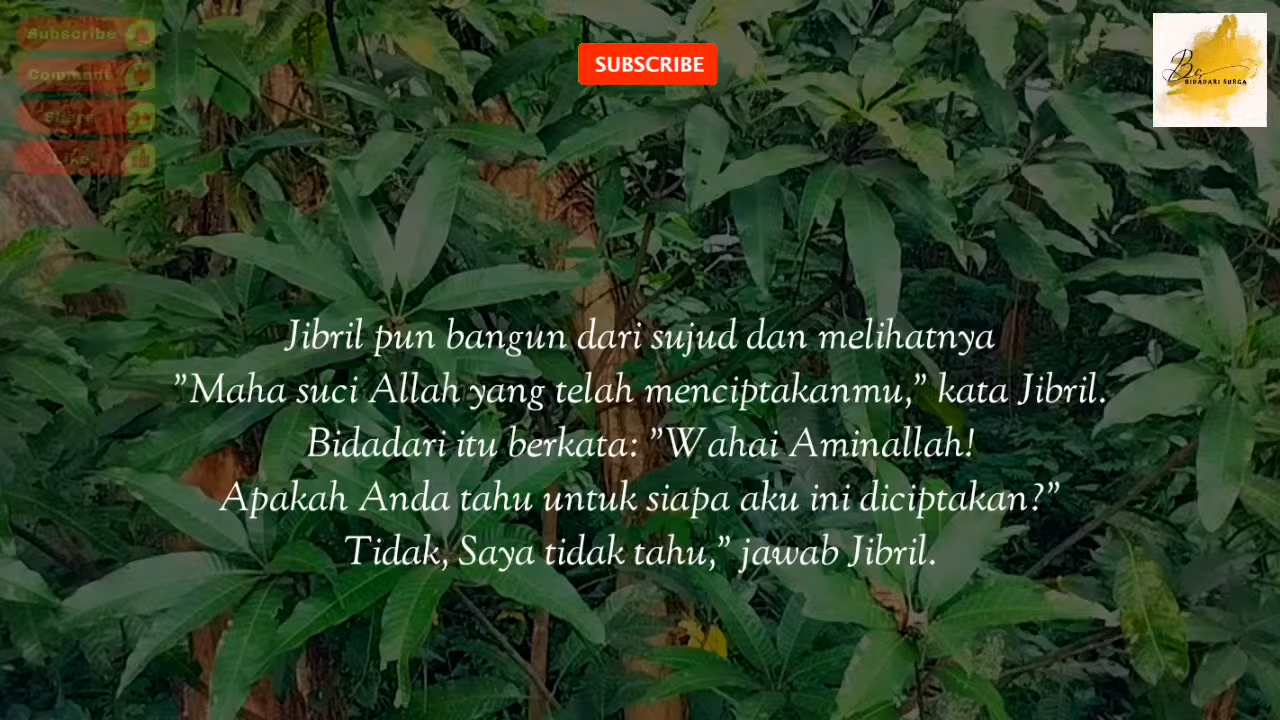 Subscribe
Comment
Share
Like
SUBSCRIBE
Bs
BIDADARI SURGA
Jibril pun bangun dari sujud dan melihatnya
”Maha suci Allah yang telah menciptakanmu,” kata Jibril.
Bidadari itu berkata: ”Wahai Aminallah!
Apakah Anda tahu untuk siapa aku ini diciptakan?”
Tidak, Saya tidak tahu,” jawab Jibril.